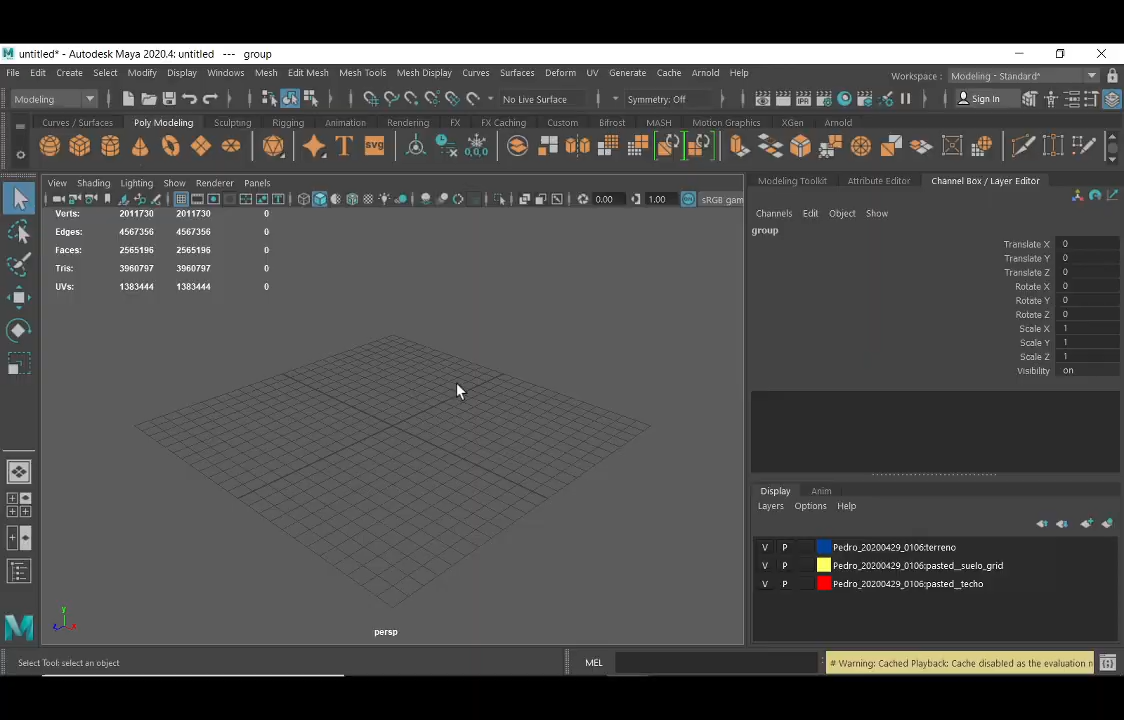 untitled* - Autodesk Maya 2020.4: untitled --- group
File Edit Create Select Modify Display Windows Mesh Edit Mesh Mesh Tools Mesh Display Curves Surfaces Deform UV Generate Cache Arnold Help
Workspace : Modeling - Standard*
Modeling No Live Surface Symmetry: Off IPR Sign In
Curves / Surfaces Poly Modeling Sculpting Rigging Animation Rendering FX FX Caching Custom Bifrost MASH Motion Graphics XGen Arnold
SVG 0,0,0
View Shading Lighting Show Renderer Panels
Modeling Toolkit Attribute Editor Channel Box / Layer Editor
0.00 1.00 sRGB gam
Channels Edit Object Show
group
Verts: 2011730 2011730 0
Edges: 4567356 4567356 0
Faces: 2565196 2565196 0
Tris: 3960797 3960797 0
UVs: 1383444 1383444 0
Translate X 0
Translate Y 0
Translate Z 0
Rotate X 0
Rotate Y 0
Rotate Z 0
Scale X 1
Scale Y 1
Scale Z 1
Visibility on
Display Anim
Layers Options Help
V P Pedro_20200429_0106:terreno
V P Pedro_20200429_0106:pasted__suelo_grid
V P Pedro_20200429_0106:pasted__techo
y
z x
persp
M
Select Tool: select an object
MEL
# Warning: Cached Playback: Cache disabled as the evaluation n